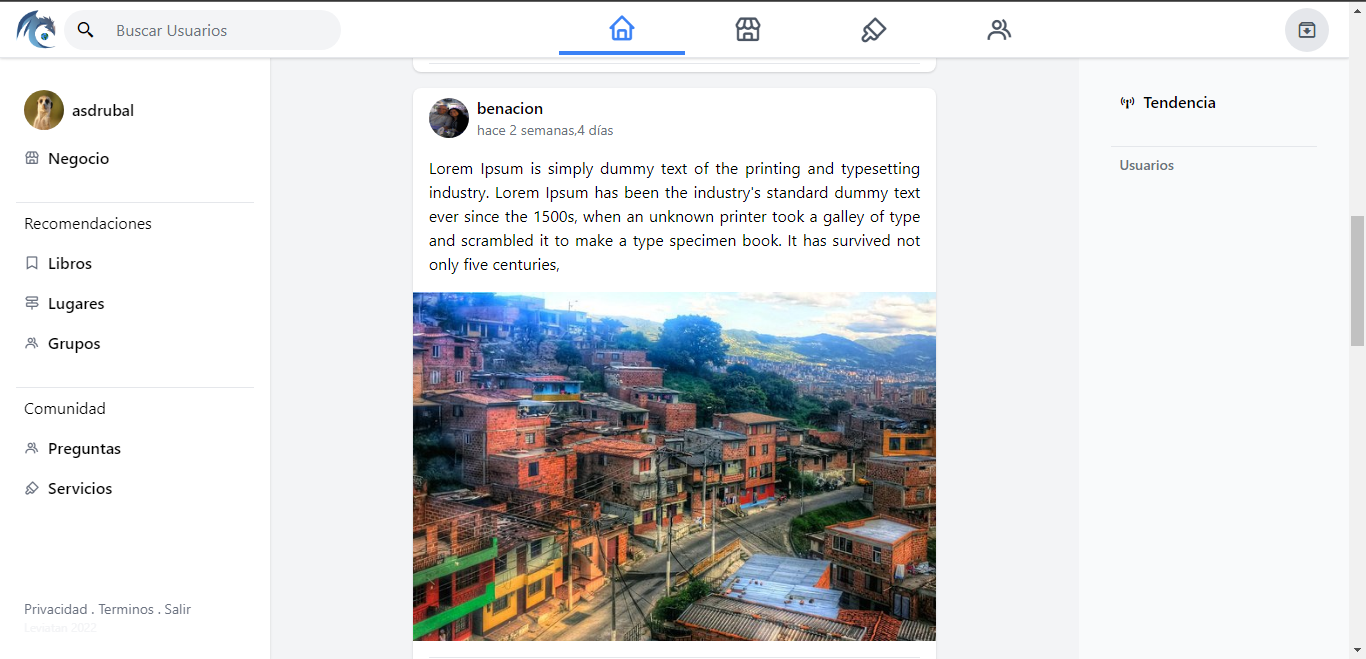 Buscar Usuarios
asdrubal
Negocio
Recomendaciones
Libros
Lugares
Grupos
Comunidad
Preguntas
Servicios
Privacidad . Terminos . Salir
Leviatan 2022
benacion
hace 2 semanas,4 días
Lorem Ipsum is simply dummy text of the printing and typesetting
industry. Lorem Ipsum has been the industry's standard dummy text
ever since the 1500s, when an unknown printer took a galley of type
and scrambled it to make a type specimen book. It has survived not
only five centuries,
Tendencia
Usuarios